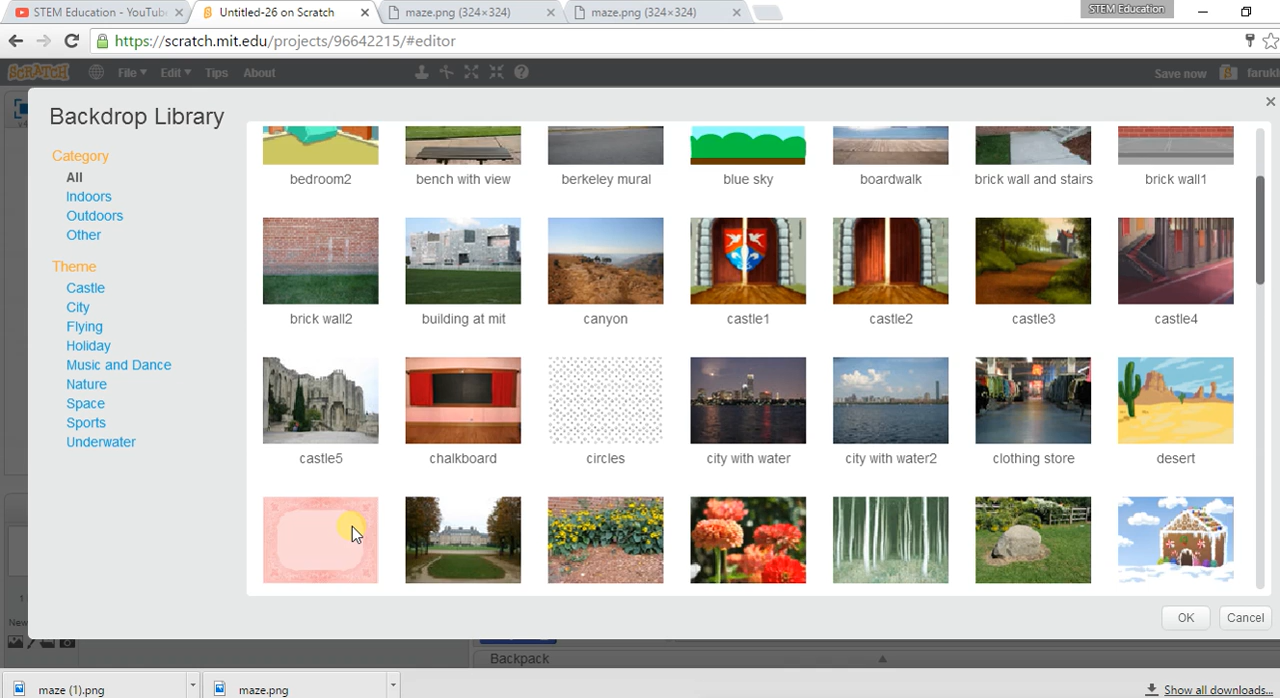 STEM Education - YouTub
Untitled-26 on Scratch
maze.png (324×324)
maze.png (324×324)
STEM Education
https://scratch.mit.edu/projects/96642215/#editor
SCRATCH
File
Edit
Tips
About
Save now
Backdrop Library
Category
All
Indoors
Outdoors
Other
Theme
Castle
City
Flying
Holiday
Music and Dance
Nature
Space
Sports
Underwater
bedroom2
bench with view
berkeley mural
blue sky
boardwalk
brick wall and stairs
brick wall1
brick wall2
building at mit
canyon
castle1
castle2
castle3
castle4
castle5
chalkboard
circles
city with water
city with water2
clothing store
desert
OK
Cancel
1
New
Backpack
maze (1).png
maze.png
Show all downloads...